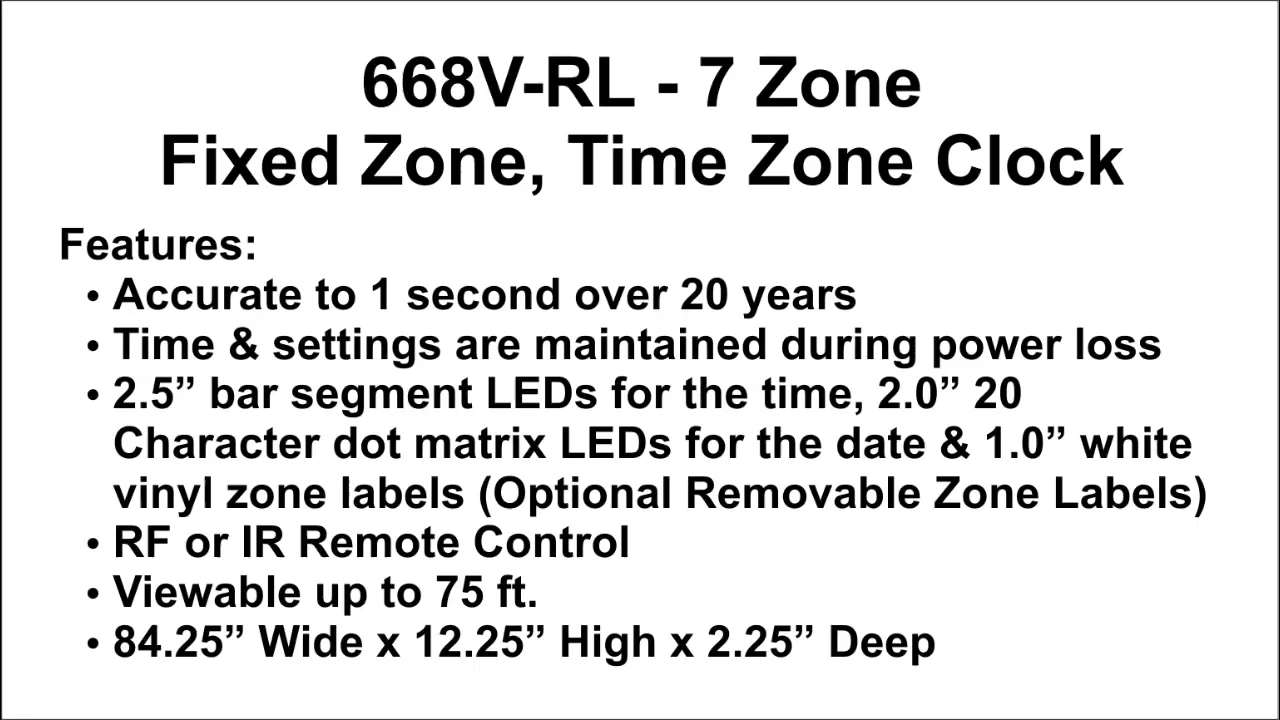 668V-RL - 7 Zone
Fixed Zone, Time Zone Clock
Features:
• Accurate to 1 second over 20 years
• Time & settings are maintained during power loss
• 2.5” bar segment LEDs for the time, 2.0” 20
Character dot matrix LEDs for the date & 1.0” white
vinyl zone labels (Optional Removable Zone Labels)
• RF or IR Remote Control
• Viewable up to 75 ft.
• 84.25” Wide x 12.25” High x 2.25” Deep